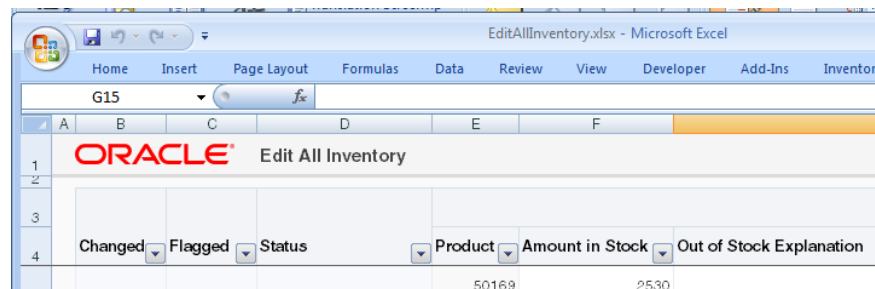 EditAllInventory.xlsx - Microsoft Excel
Home Insert Page Layout Formulas Data Review View Developer Add-Ins Inventor
G15 fx
A B C D E F
1 ORACLE Edit All Inventory
2
3
4 Changed Flagged Status Product Amount in Stock Out of Stock Explanation
50169 2530